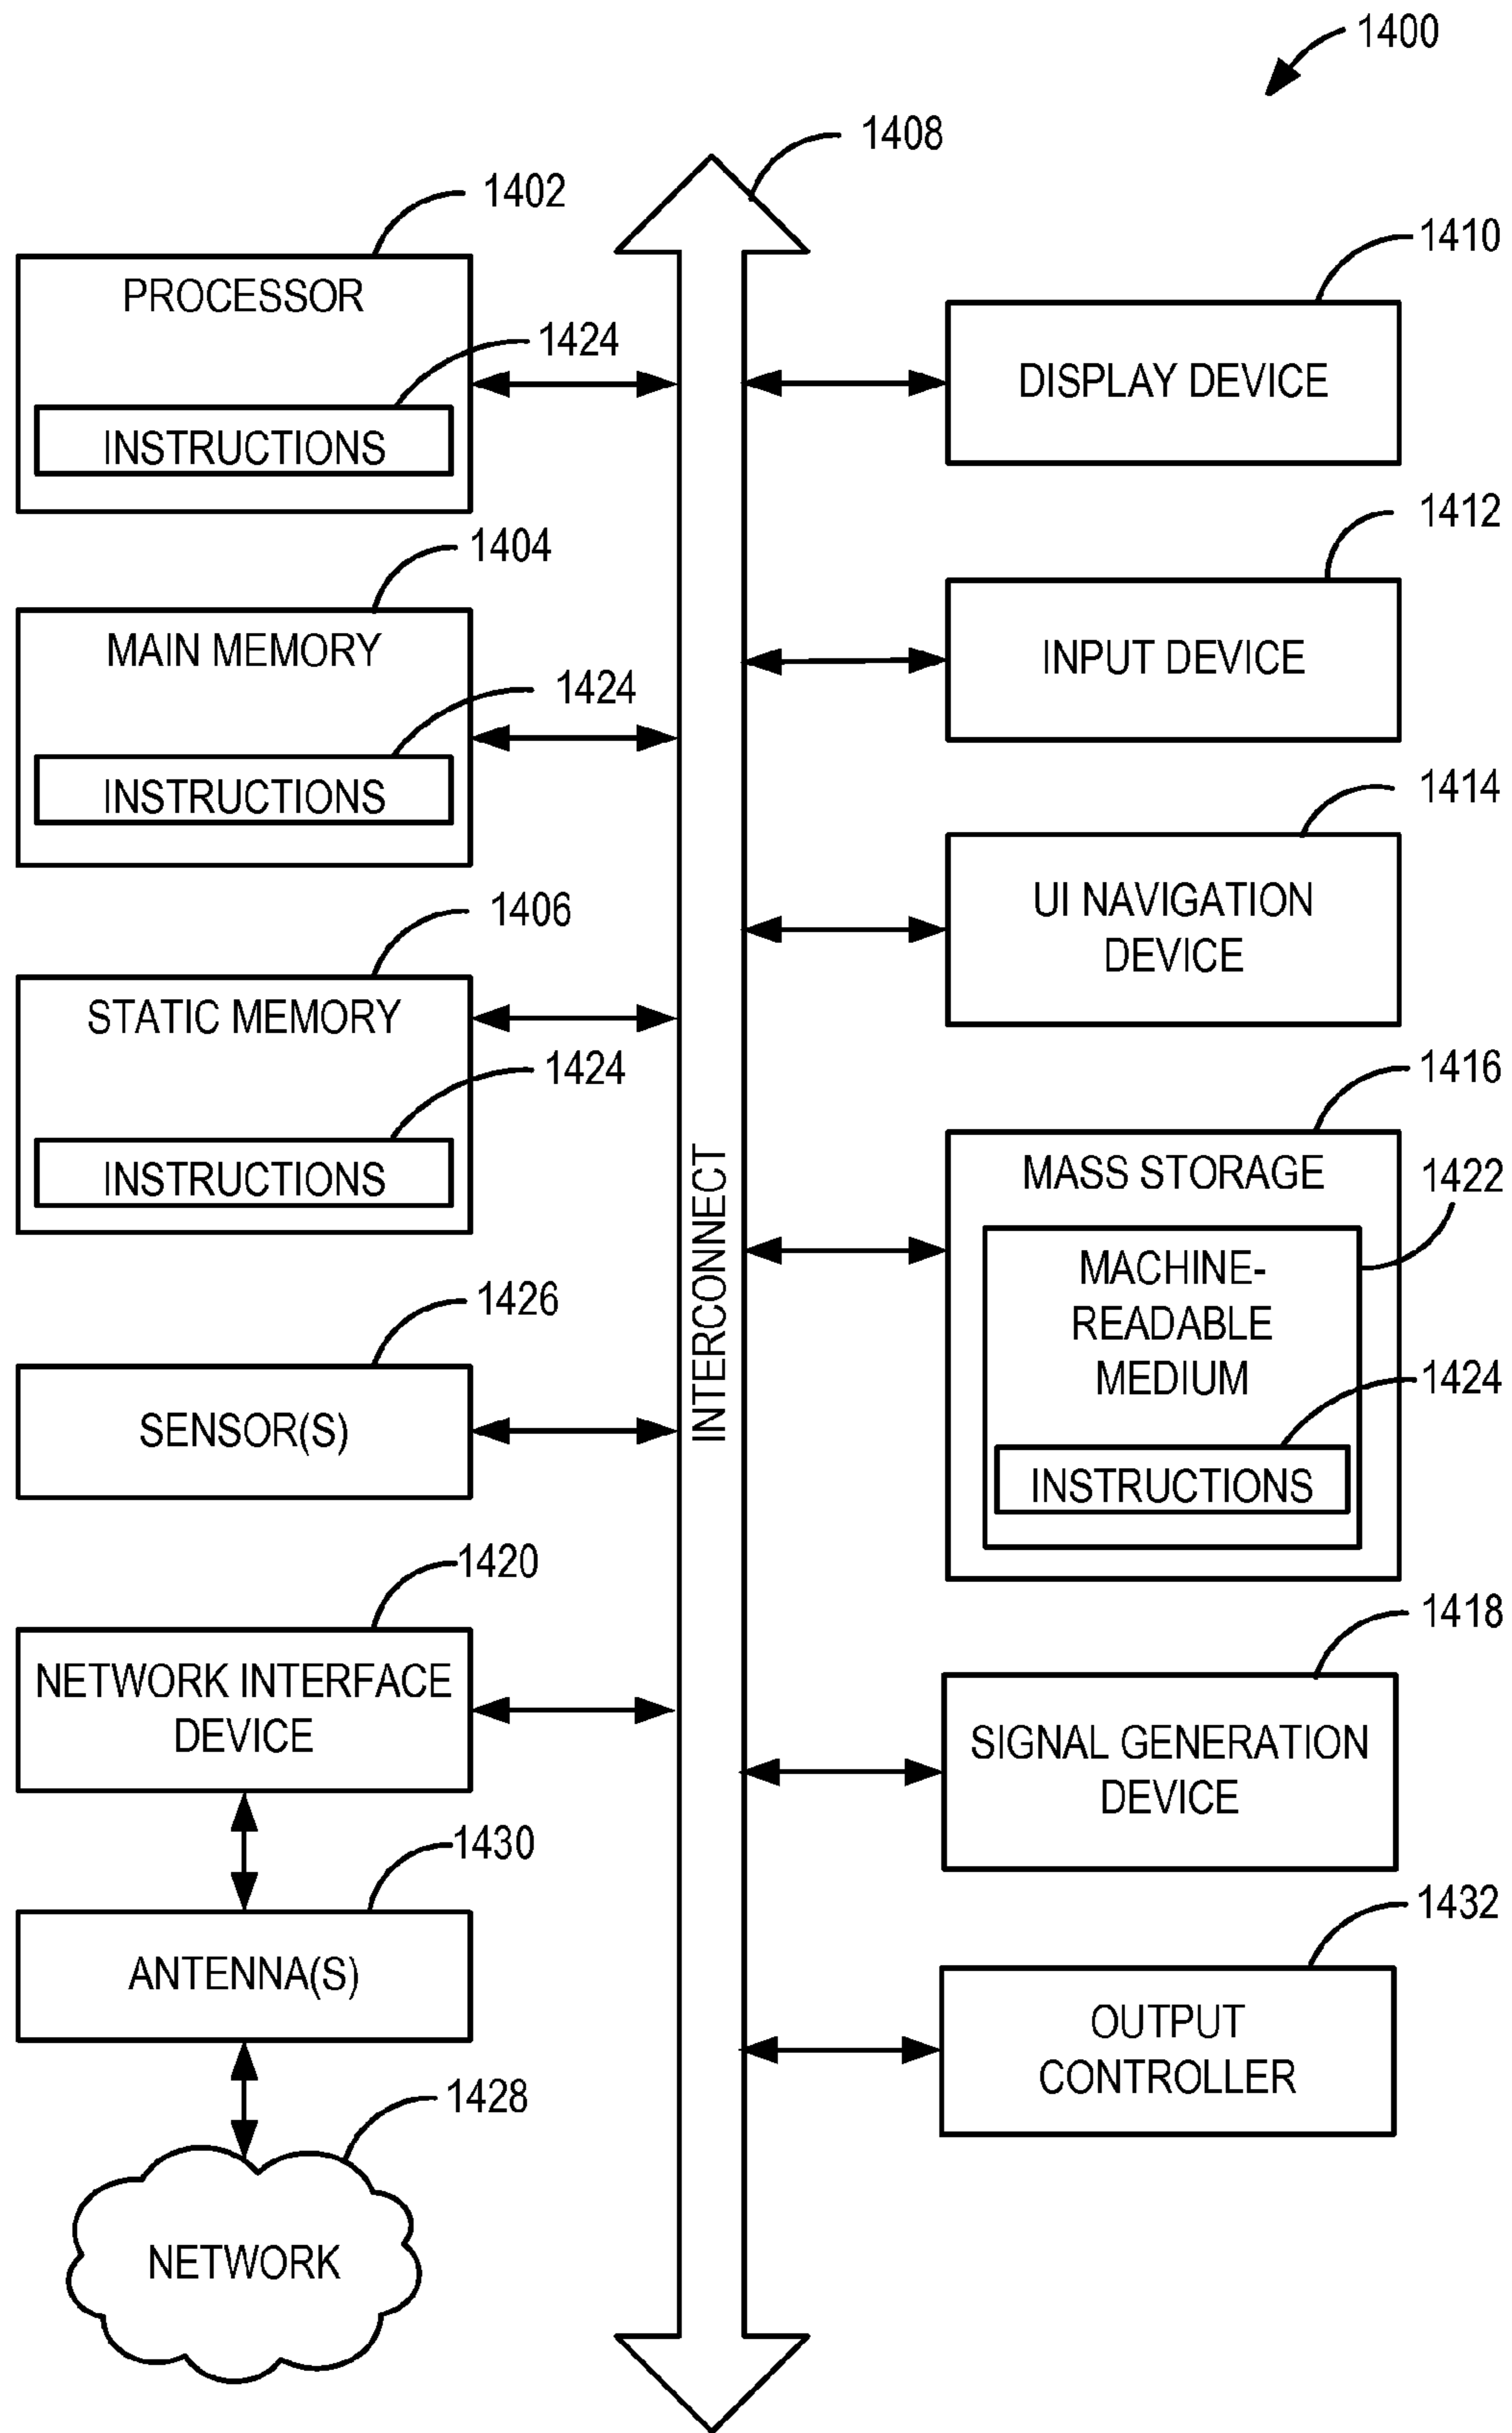 1400
1408
1402
PROCESSOR
1424
INSTRUCTIONS
1404
MAIN MEMORY
1424
INSTRUCTIONS
1406
STATIC MEMORY
1424
INSTRUCTIONS
1426
SENSOR(S)
1420
NETWORK INTERFACE
DEVICE
1430
ANTENNA(S)
1428
NETWORK
INTERCONNECT
1410
DISPLAY DEVICE
1412
INPUT DEVICE
1414
UI NAVIGATION
DEVICE
1416
MASS STORAGE
1422
MACHINE-
READABLE
MEDIUM
1424
INSTRUCTIONS
1418
SIGNAL GENERATION
DEVICE
1432
OUTPUT
CONTROLLER